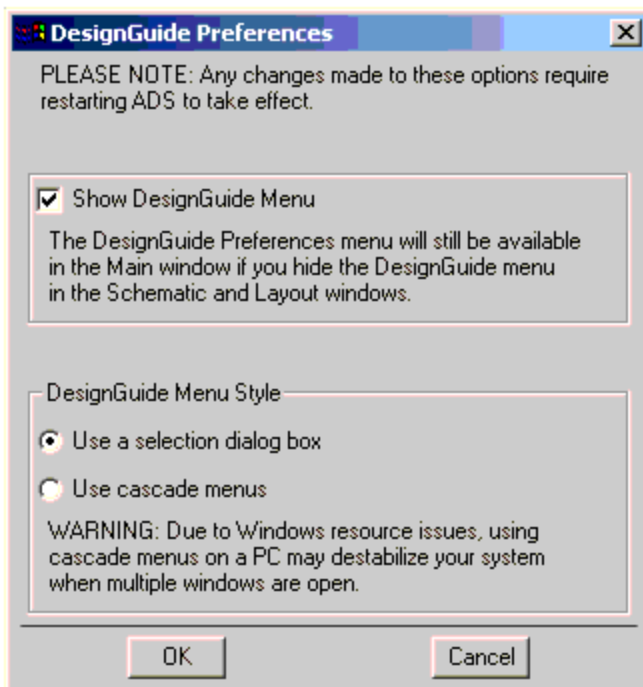 DesignGuide Preferences
PLEASE NOTE: Any changes made to these options require
restarting ADS to take effect.
Show DesignGuide Menu
The DesignGuide Preferences menu will still be available
in the Main window if you hide the DesignGuide menu
in the Schematic and Layout windows.
DesignGuide Menu Style
Use a selection dialog box
Use cascade menus
WARNING: Due to Windows resource issues, using
cascade menus on a PC may destabilize your system
when multiple windows are open.
OK Cancel